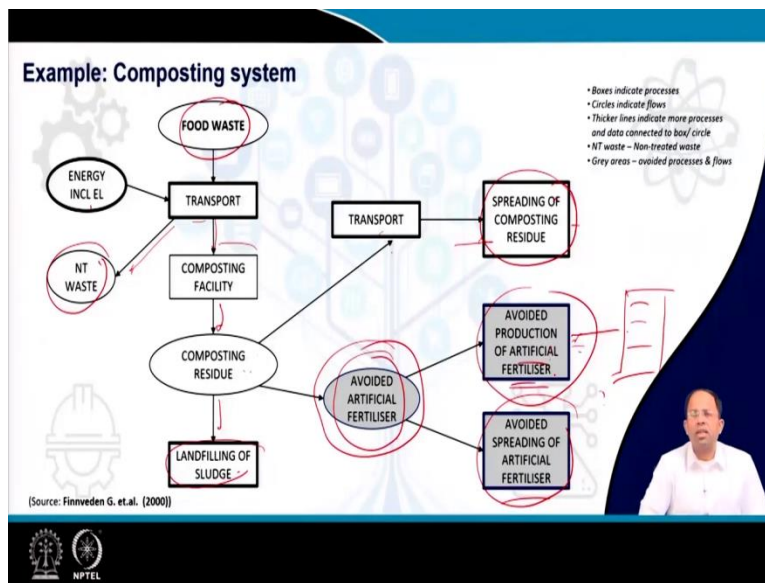 Example: Composting system
• Boxes indicate processes
• Circles indicate flows
• Thicker lines indicate more processes
and data connected to box/ circle
• NT waste – Non-treated waste
• Grey areas – avoided processes & flows
FOOD WASTE
ENERGY
INCL EL
TRANSPORT
NT
WASTE
COMPOSTING
FACILITY
COMPOSTING
RESIDUE
LANDFILLING OF
SLUDGE
TRANSPORT
SPREADING OF
COMPOSTING
RESIDUE
AVOIDED
ARTIFICIAL
FERTILISER
AVOIDED
PRODUCTION
OF ARTIFICIAL
FERTILISER
AVOIDED
SPREADING OF
ARTIFICIAL
FERTILISER
(Source: Finnveden G. et.al. (2000))
NPTEL